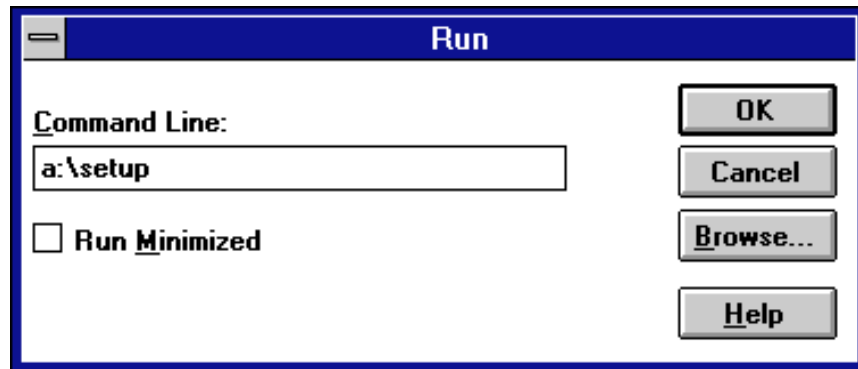 Run
Command Line:
a:\setup
Run Minimized
OK
Cancel
Browse...
Help